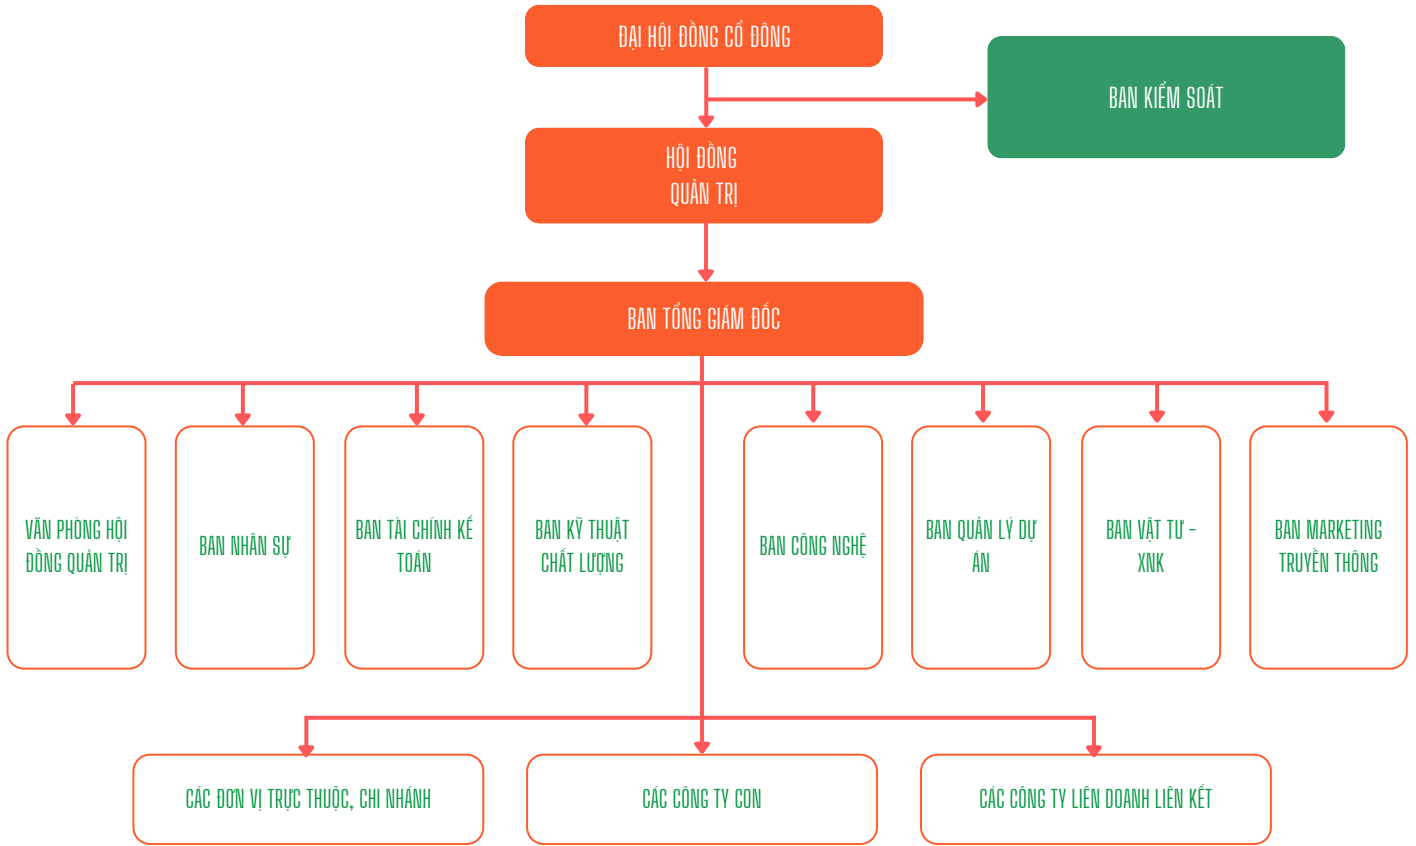 ĐẠI HỘI ĐỒNG CỔ ĐÔNG
BAN KIỂM SOÁT
HỘI ĐỒNG
QUẢN TRỊ
BAN TỔNG GIÁM ĐỐC
VĂN PHÒNG HỘI
ĐỒNG QUẢN TRỊ
BAN NHÂN SỰ
BAN TÀI CHÍNH KẾ
TOÁN
BAN KỸ THUẬT
CHẤT LƯỢNG
BAN CÔNG NGHỆ
BAN QUẢN LÝ DỰ
ÁN
BAN VẬT TƯ -
XNK
BAN MARKETING
TRUYỀN THÔNG
CÁC ĐƠN VỊ TRỰC THUỘC, CHI NHÁNH
CÁC CÔNG TY CON
CÁC CÔNG TY LIÊN DOANH LIÊN KẾT